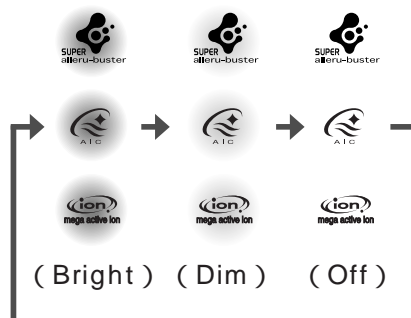 SUPER SUPER SUPER
alleru-buster alleru-buster alleru-buster
AIC AIC AIC
ion ion ion
mega active ion mega active ion mega active ion
(Bright) (Dim) (Off)